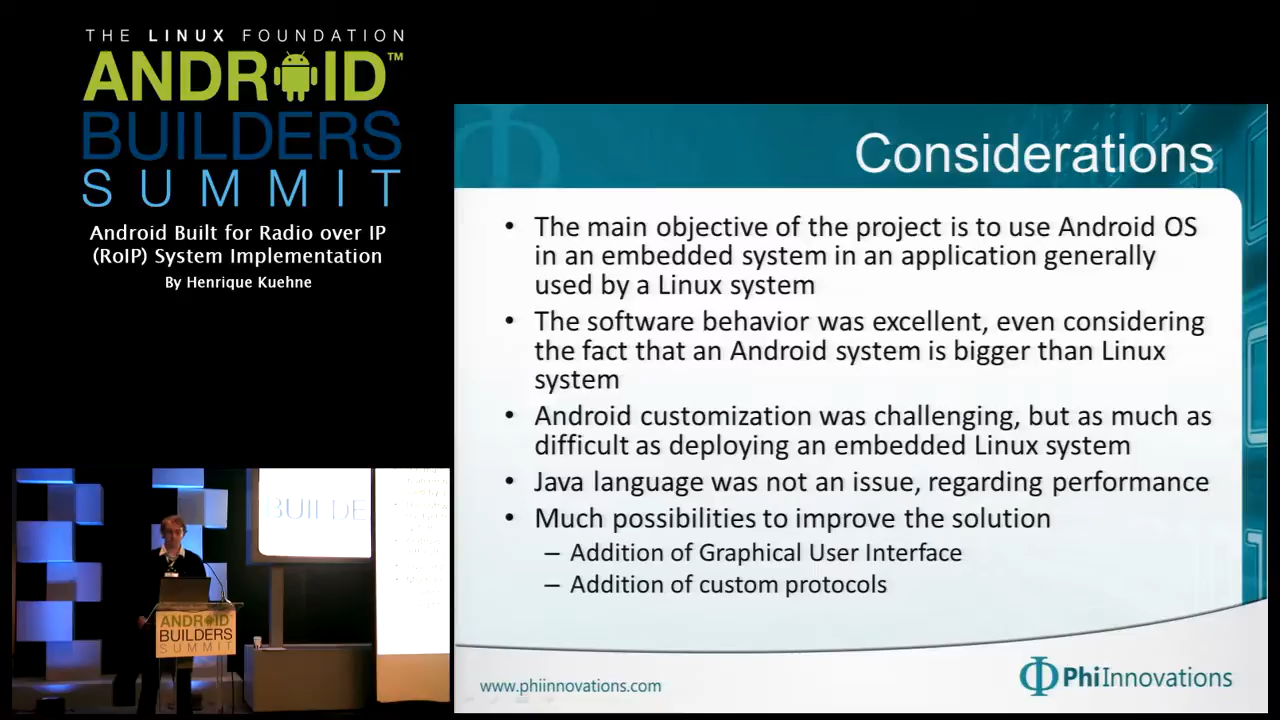 THE LINUX FOUNDATION
ANDROID™
BUILDERS
SUMMIT
Android Built for Radio over IP
(RoIP) System Implementation
By Henrique Kuehne
Considerations
• The main objective of the project is to use Android OS
in an embedded system in an application generally
used by a Linux system
• The software behavior was excellent, even considering
the fact that an Android system is bigger than Linux
system
• Android customization was challenging, but as much as
difficult as deploying an embedded Linux system
• Java language was not an issue, regarding performance
• Much possibilities to improve the solution
– Addition of Graphical User Interface
– Addition of custom protocols
www.phiinnovations.com
PhiInnovations
BUILDE
ANDROID
BUILDERS
SUMMIT